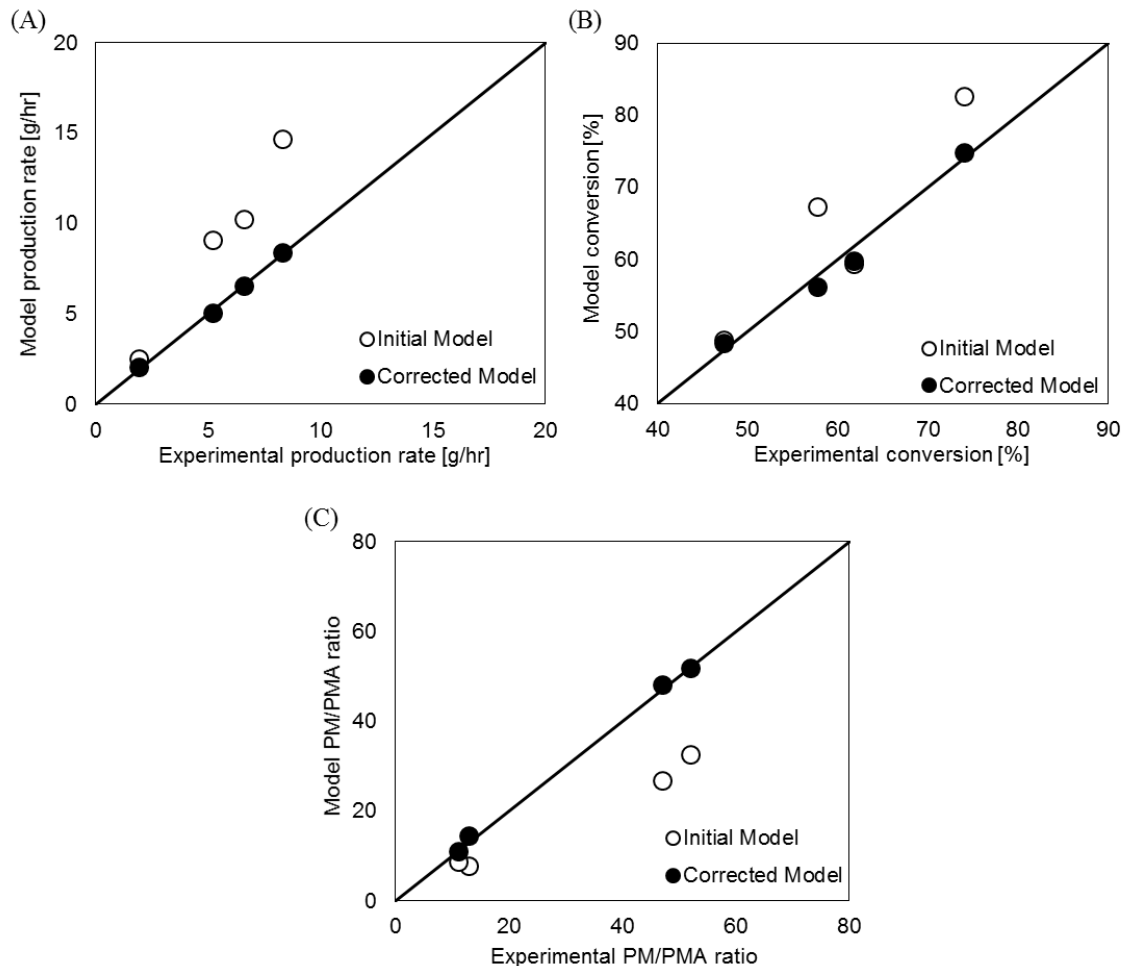 (A)
20
15
10
5
0
Model production rate [g/hr]
Initial Model
Corrected Model
0 5 10 15 20
Experimental production rate [g/hr]
(B)
90
80
70
60
50
40
Model conversion [%]
Initial Model
Corrected Model
40 50 60 70 80 90
Experimental conversion [%]
(C)
80
60
40
20
0
Model PM/PMA ratio
Initial Model
Corrected Model
0 20 40 60 80
Experimental PM/PMA ratio